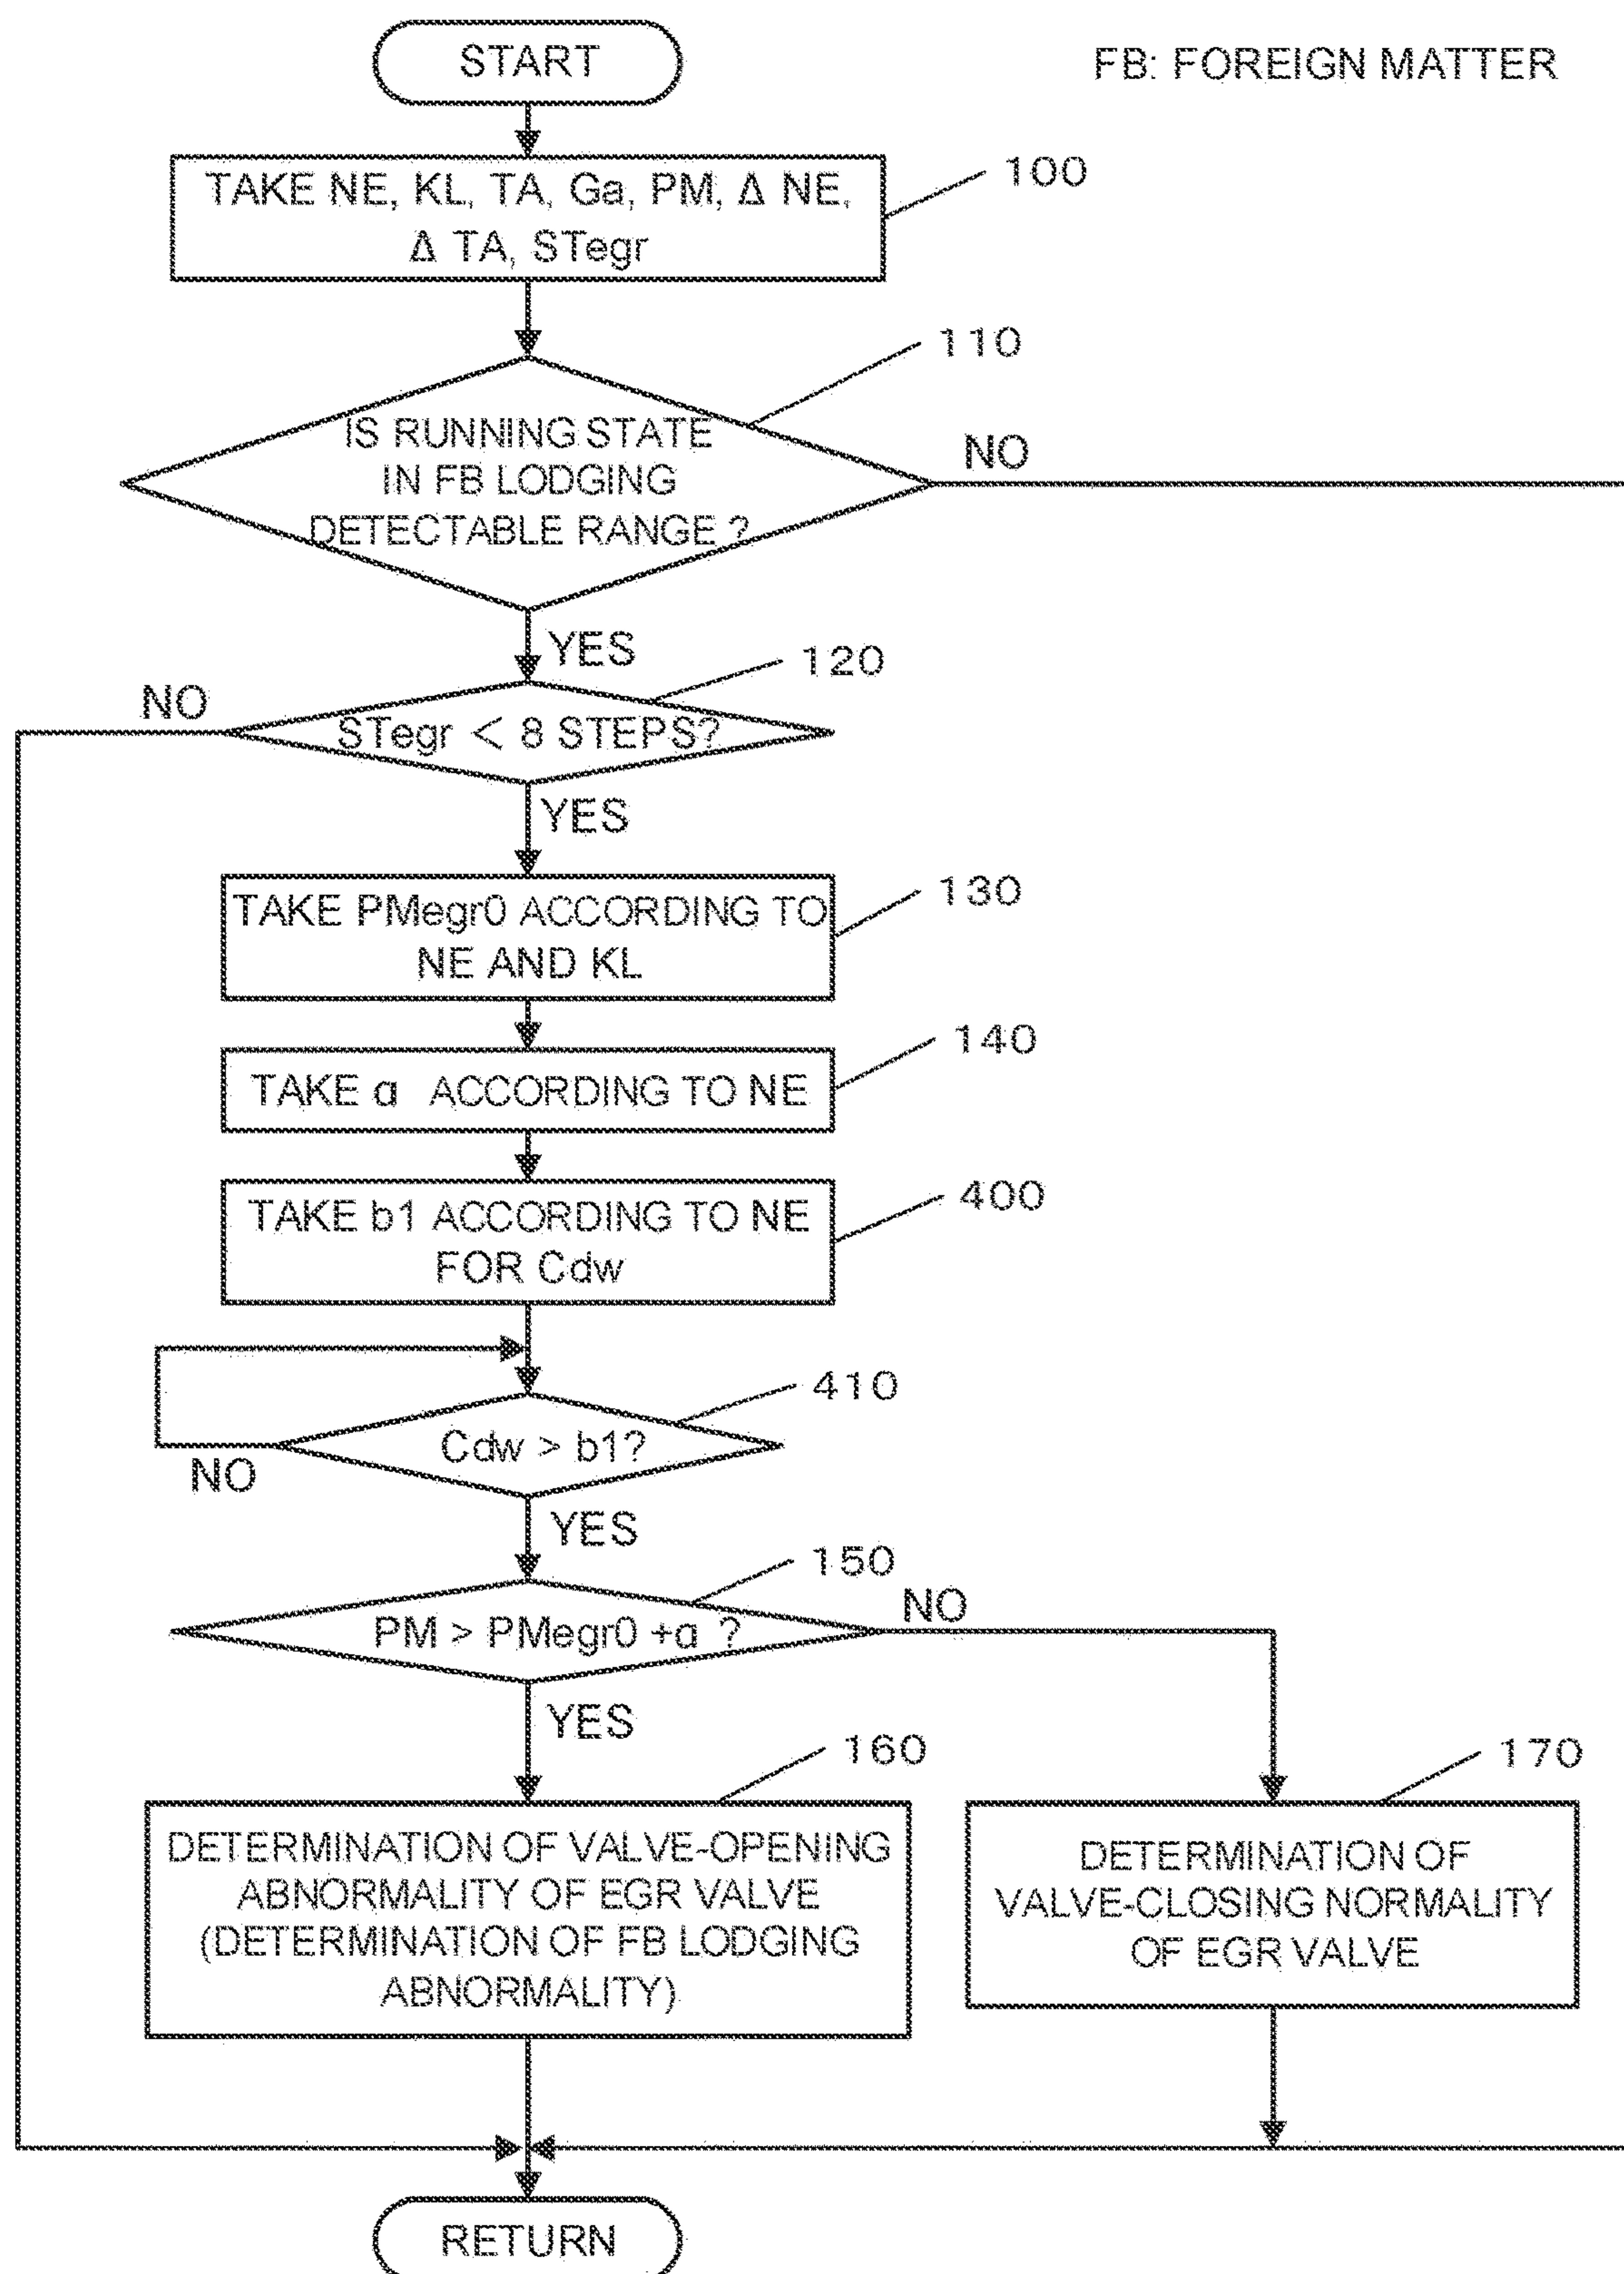 START
FB: FOREIGN MATTER
100
TAKE NE, KL, TA, Ga, PM, Δ NE,
Δ TA, STegr
110
IS RUNNING STATE
IN FB LODGING
DETECTABLE RANGE ?
NO
YES
120
NO
STegr < 8 STEPS?
YES
130
TAKE PMegr0 ACCORDING TO
NE AND KL
140
TAKE α ACCORDING TO NE
400
TAKE b1 ACCORDING TO NE
FOR Cdw
410
Cdw > b1?
NO
YES
150
NO
PM > PMegr0 +α ?
YES
160
170
DETERMINATION OF VALVE-OPENING
ABNORMALITY OF EGR VALVE
(DETERMINATION OF FB LODGING
ABNORMALITY)
DETERMINATION OF
VALVE-CLOSING NORMALITY
OF EGR VALVE
RETURN